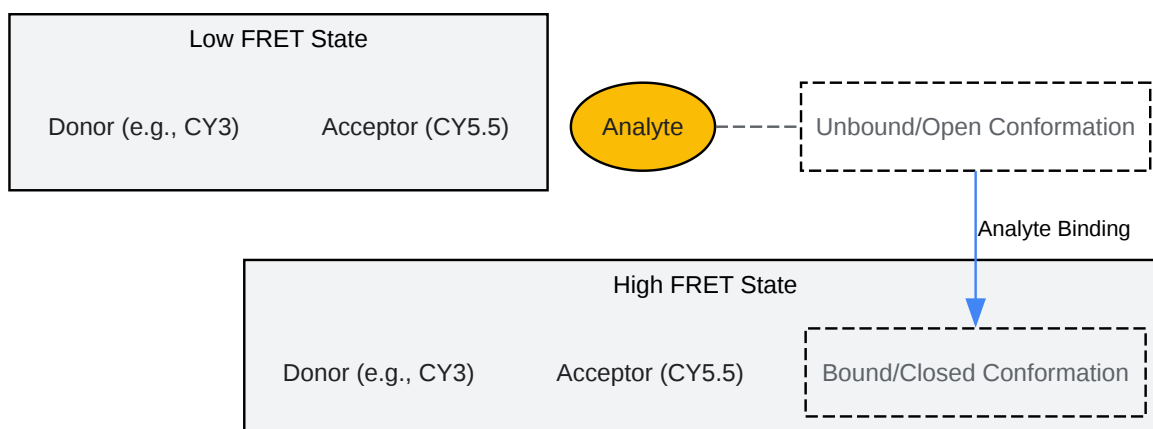 Low FRET State
Donor (e.g., CY3)
Acceptor (CY5.5)
Analyte
Unbound/Open Conformation
Analyte Binding
High FRET State
Donor (e.g., CY3)
Acceptor (CY5.5)
Bound/Closed Conformation